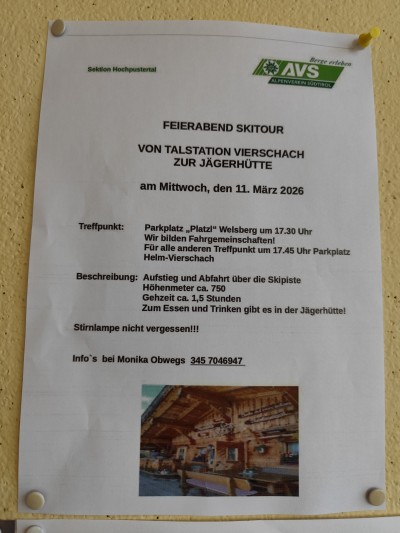 Sektion Hochpustertal
Berge erleben
AVS
ALPENVEREIN SÜDTIROL
FEIERABEND SKITOUR
VON TALSTATION VIERSCHACH
ZUR JÄGERHÜTTE
am Mittwoch, den 11. März 2026
Treffpunkt: Parkplatz „Platzl“ Welsberg um 17.30 Uhr
Wir bilden Fahrgemeinschaften!
Für alle anderen Treffpunkt um 17.45 Uhr Parkplatz
Helm-Vierschach
Beschreibung: Aufstieg und Abfahrt über die Skipiste
Höhenmeter ca. 750
Gehzeit ca. 1,5 Stunden
Zum Essen und Trinken gibt es in der Jägerhütte!
Stirnlampe nicht vergessen!!!
Info`s bei Monika Obwegs 345 7046947